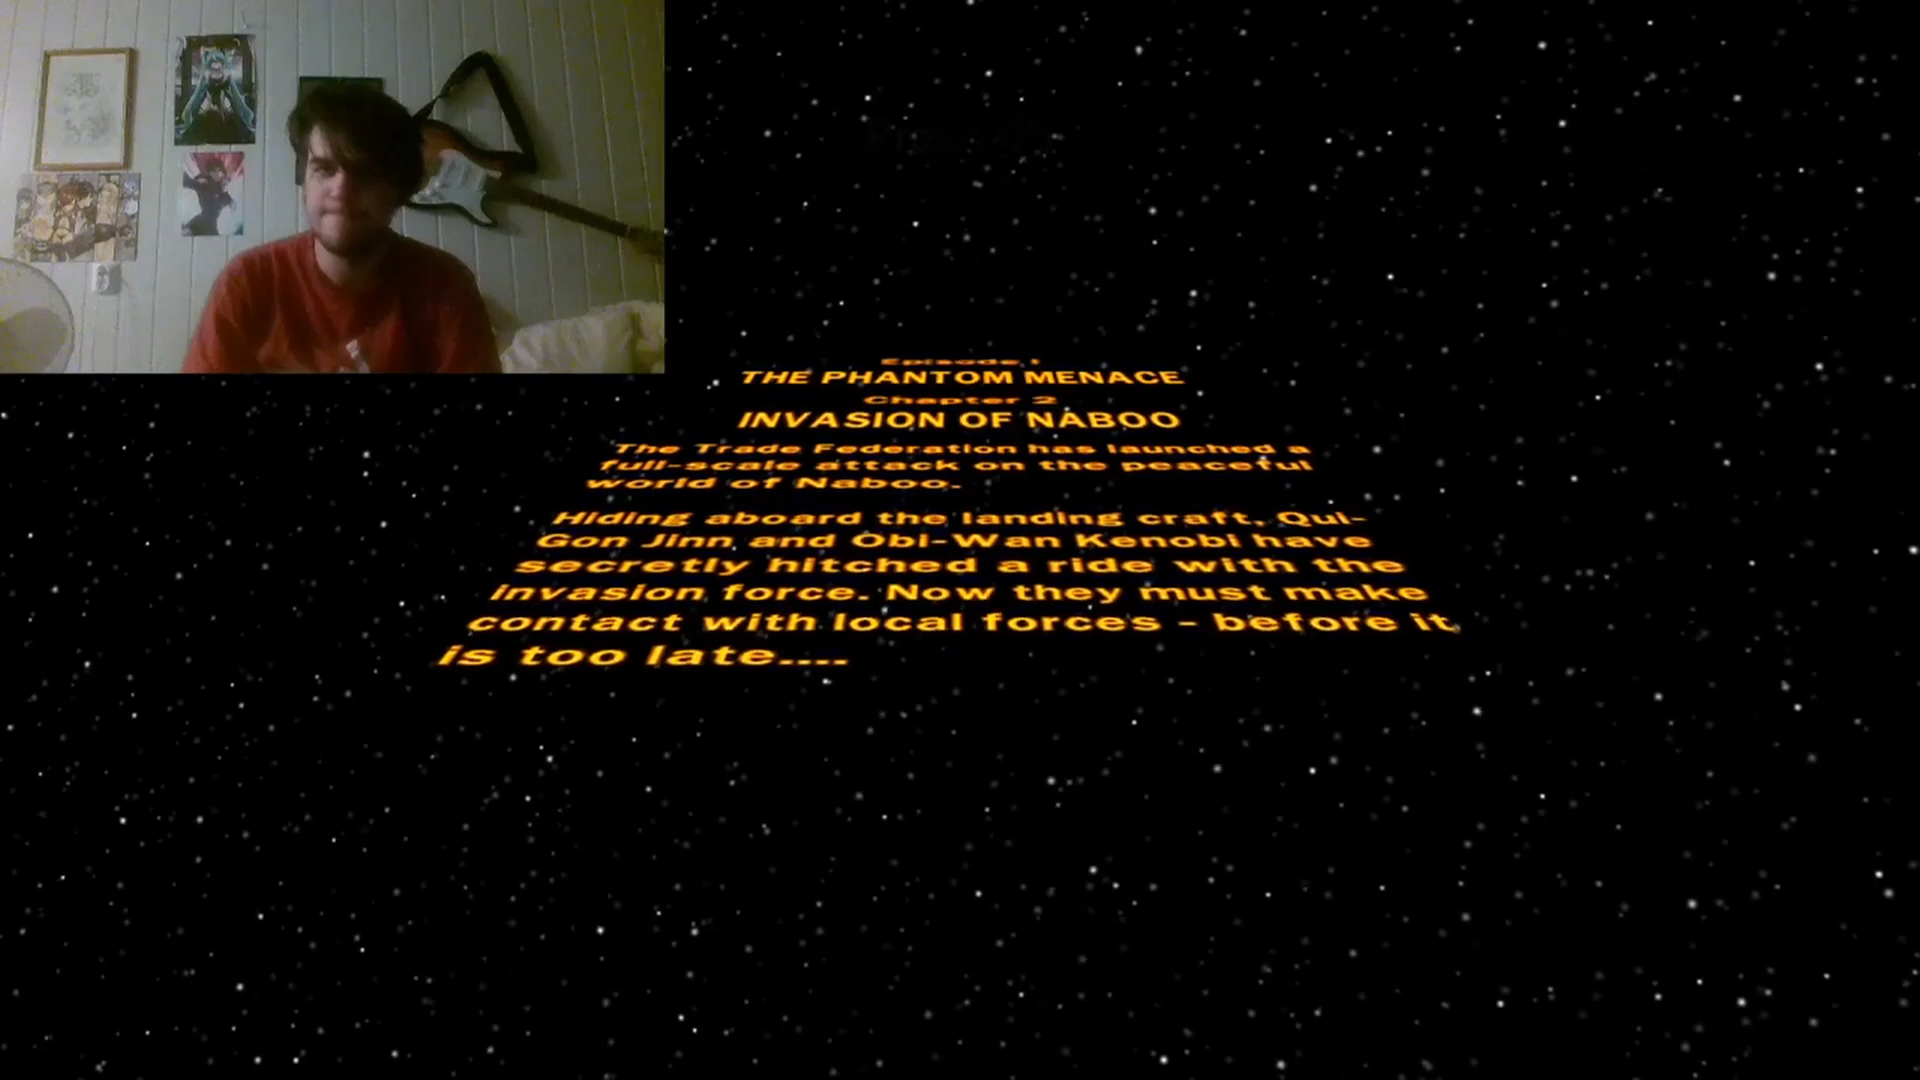 Episode I
THE PHANTOM MENACE
Chapter 2
INVASION OF NABOO
The Trade Federation has launched a
full-scale attack on the peaceful
world of Naboo.
Hiding aboard the landing craft, Qui-
Gon Jinn and Obi-Wan Kenobi have
secretly hitched a ride with the
invasion force. Now they must make
contact with local forces - before it
is too late....